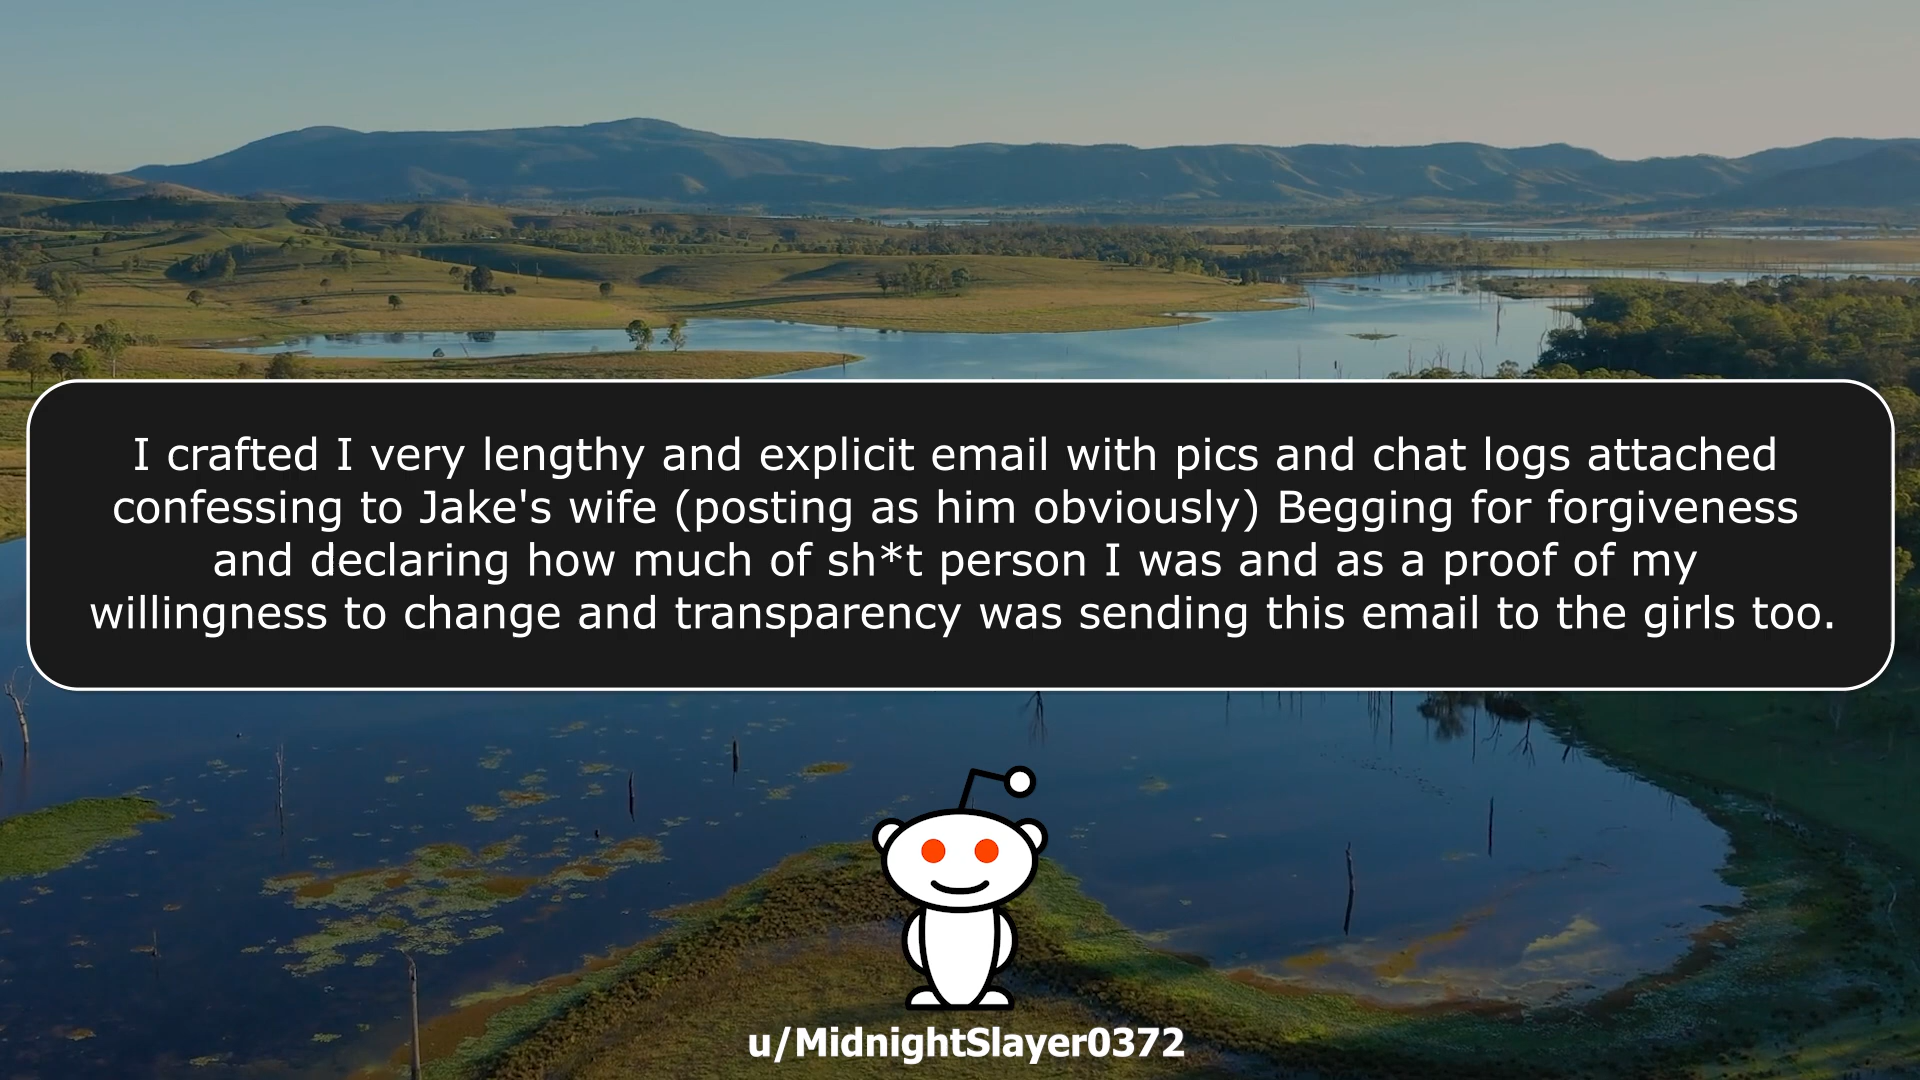 I crafted I very lengthy and explicit email with pics and chat logs attached
confessing to Jake's wife (posting as him obviously) Begging for forgiveness
and declaring how much of sh*t person I was and as a proof of my
willingness to change and transparency was sending this email to the girls too.
u/MidnightSlayer0372